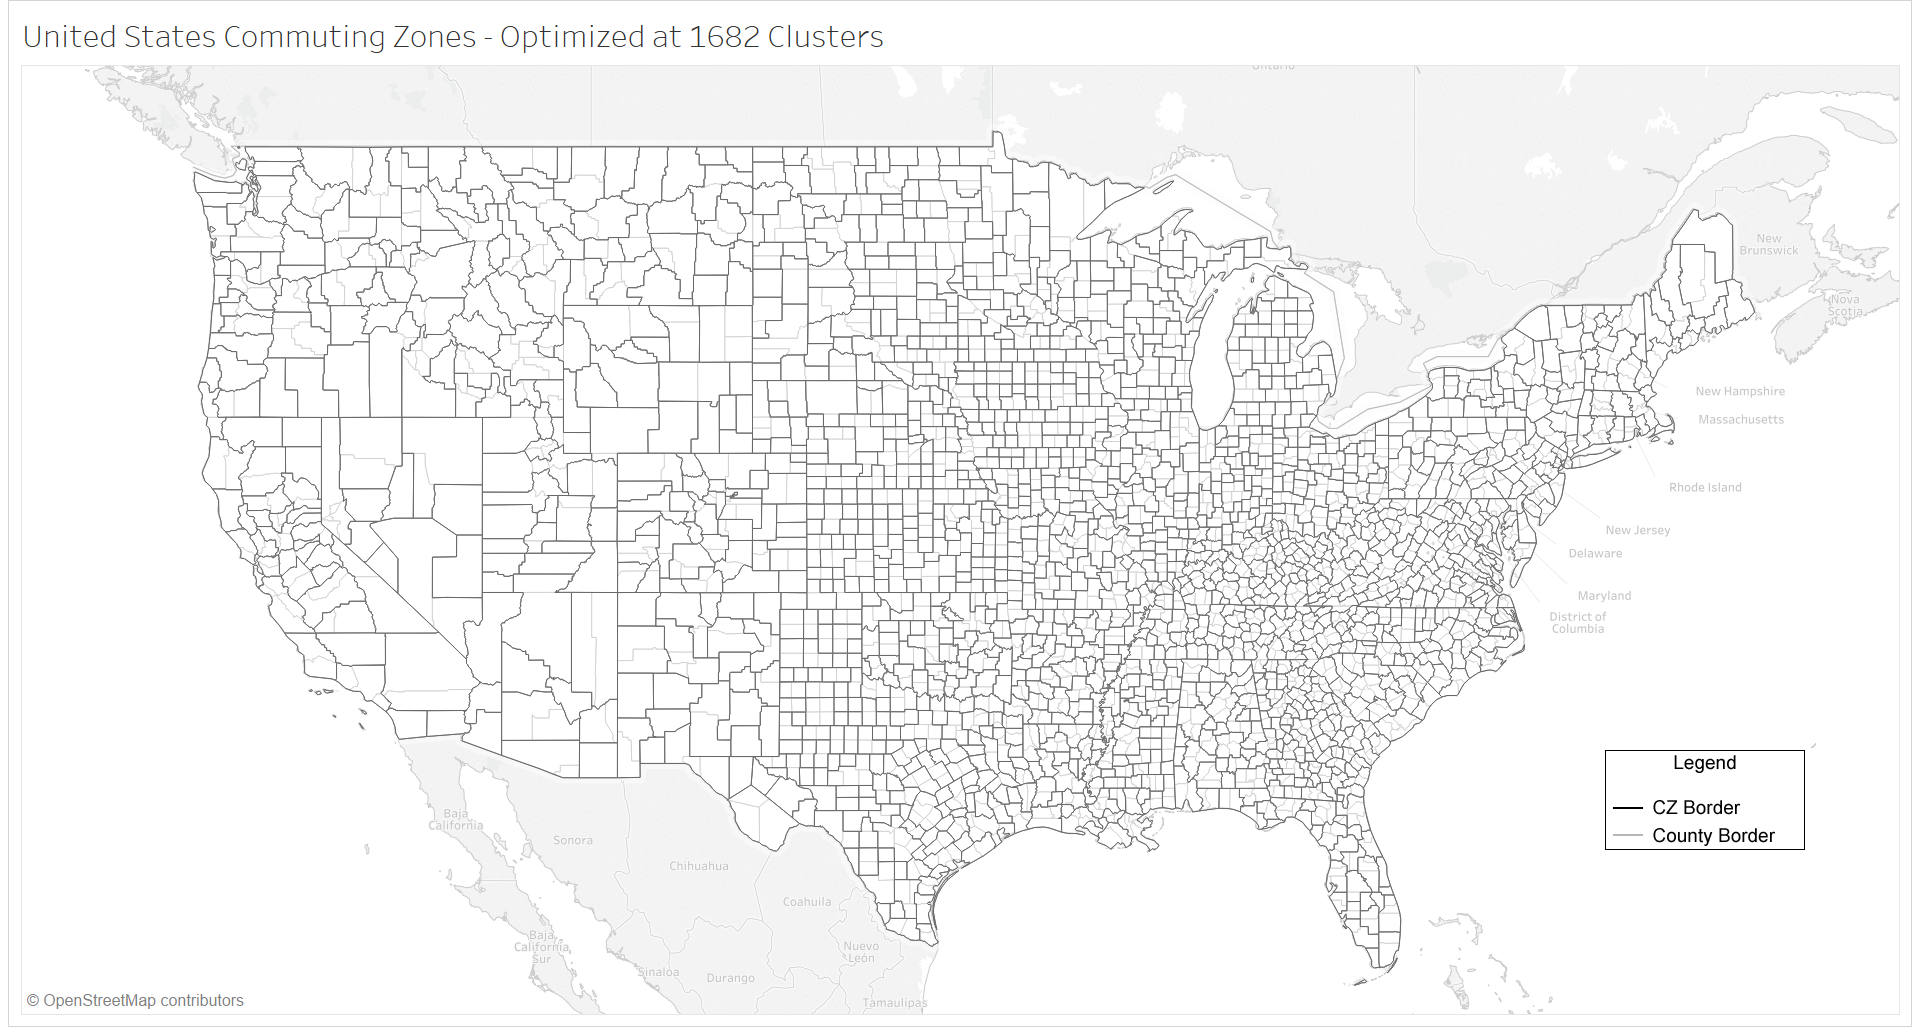 United States Commuting Zones - Optimized at 1682 Clusters
Ontario
New
Brunswick
Nova
Scotia
New Hampshire
Massachusetts
Rhode Island
New Jersey
Delaware
Maryland
District of
Columbia
Legend
CZ Border
County Border
Baja
California
Sonora
Chihuahua
Coahuila
Baja
California
Sur
Nuevo
León
Sinaloa
Durango
Tamaulipas
© OpenStreetMap contributors